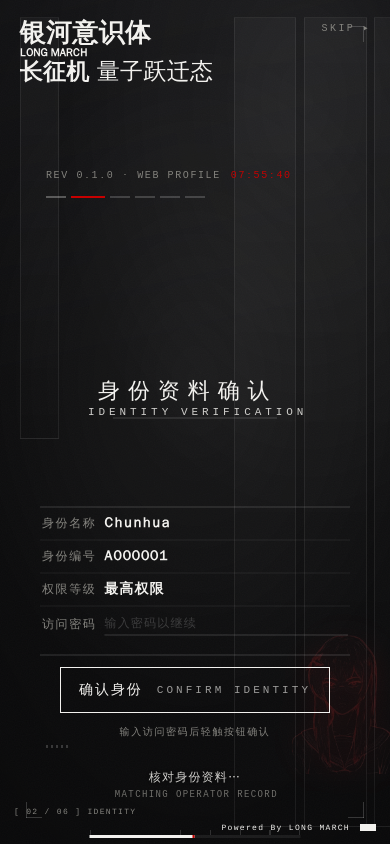 银河意识体
SKIP
LONG MARCH
长征机 量子跃迁态
REV 0.1.0 · WEB PROFILE 07:55:40
身份资料确认
IDENTITY VERIFICATION
身份名称 Chunhua
身份编号 A000001
权限等级 最高权限
访问密码 输入密码以继续
确认身份 CONFIRM IDENTITY
输入访问密码后轻触按钮确认
核对身份资料···
MATCHING OPERATOR RECORD
[ 02 / 06 ] IDENTITY
Powered By LONG MARCH